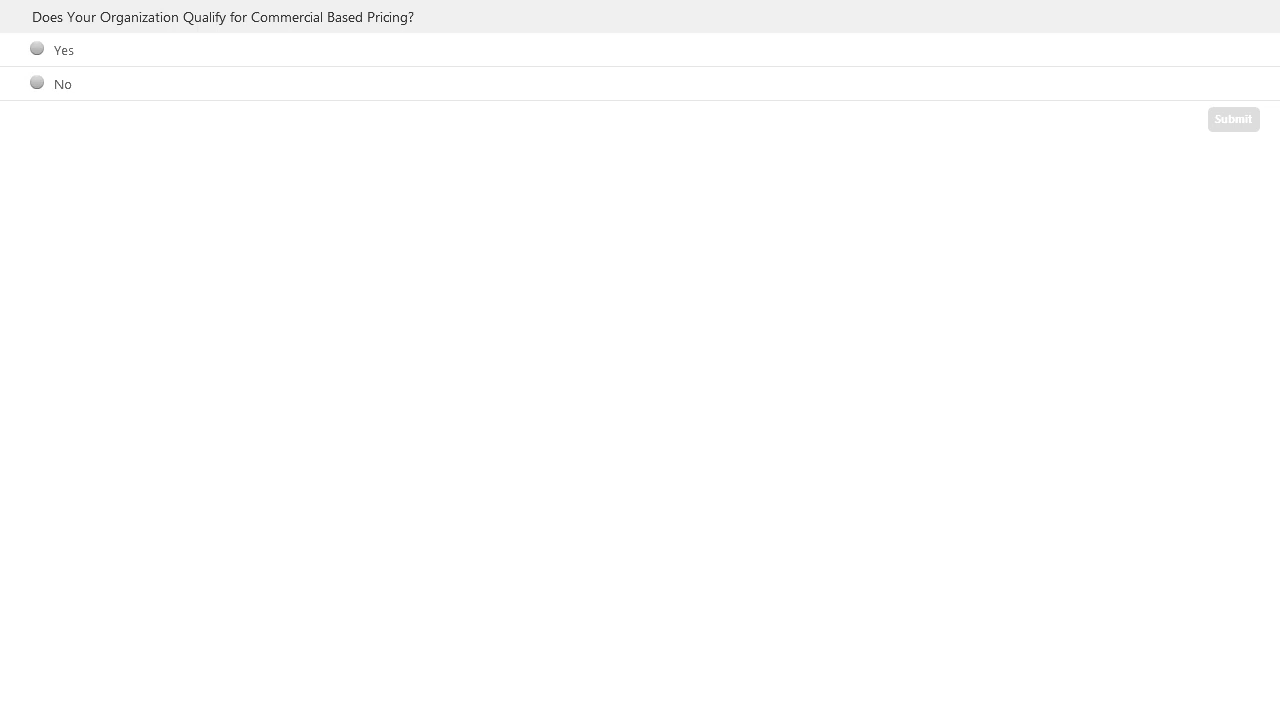 Does Your Organization Qualify for Commercial Based Pricing?
Yes
No
Submit